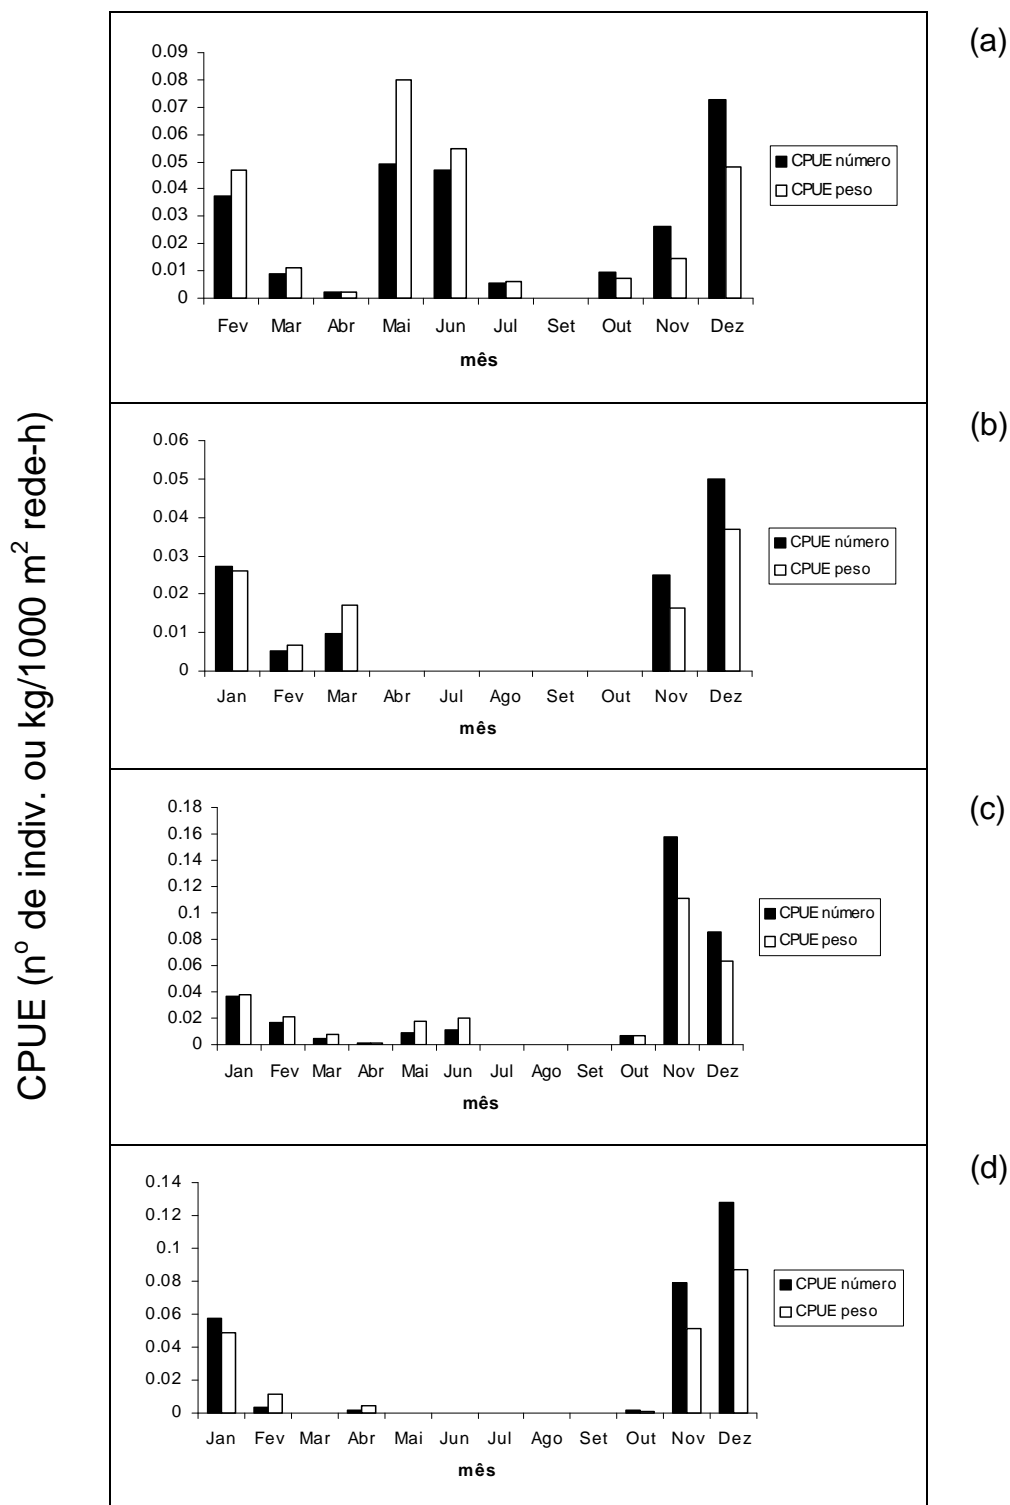 CPUE (nº de indiv. ou kg/1000 m² rede-h)
(a)
0.09
0.08
0.07
0.06
0.05
0.04
0.03
0.02
0.01
0
Fev Mar Abr Mai Jun Jul Set Out Nov Dez
mês
CPUE número
CPUE peso
(b)
0.06
0.05
0.04
0.03
0.02
0.01
0
Jan Fev Mar Abr Jul Ago Set Out Nov Dez
mês
CPUE número
CPUE peso
(c)
0.18
0.16
0.14
0.12
0.1
0.08
0.06
0.04
0.02
0
Jan Fev Mar Abr Mai Jun Jul Ago Set Out Nov Dez
mês
CPUE número
CPUE peso
(d)
0.14
0.12
0.1
0.08
0.06
0.04
0.02
0
Jan Fev Mar Abr Mai Jun Jul Ago Set Out Nov Dez
mês
CPUE número
CPUE peso